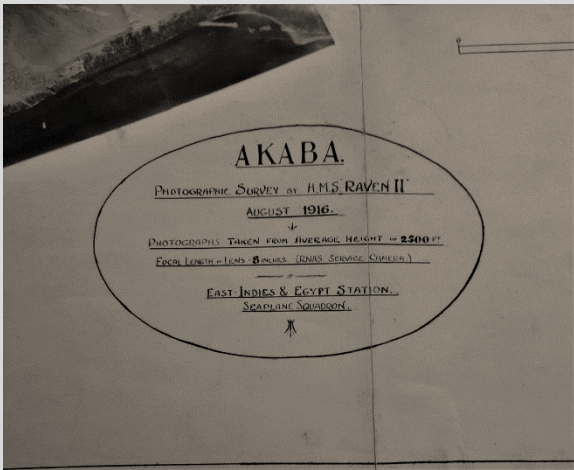 AKABA.
PHOTOGRAPHIC SURVEY BY H.M.S. "RAVEN II"
AUGUST 1916.
PHOTOGRAPHS TAKEN FROM AVERAGE HEIGHT OF 2500 FT
FOCAL LENGTH OF LENS - 8 INCHES. (RNAS. SERVICE CAMERA.)
EAST-INDIES & EGYPT STATION.
SEAPLANE SQUADRON.